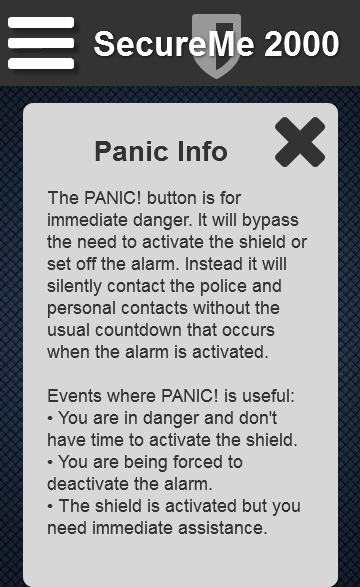 SecureMe 2000
Panic Info
The PANIC! button is for
immediate danger. It will bypass
the need to activate the shield or
set off the alarm. Instead it will
silently contact the police and
personal contacts without the
usual countdown that occurs
when the alarm is activated.
Events where PANIC! is useful:
• You are in danger and don't
have time to activate the shield.
• You are being forced to
deactivate the alarm.
• The shield is activated but you
need immediate assistance.